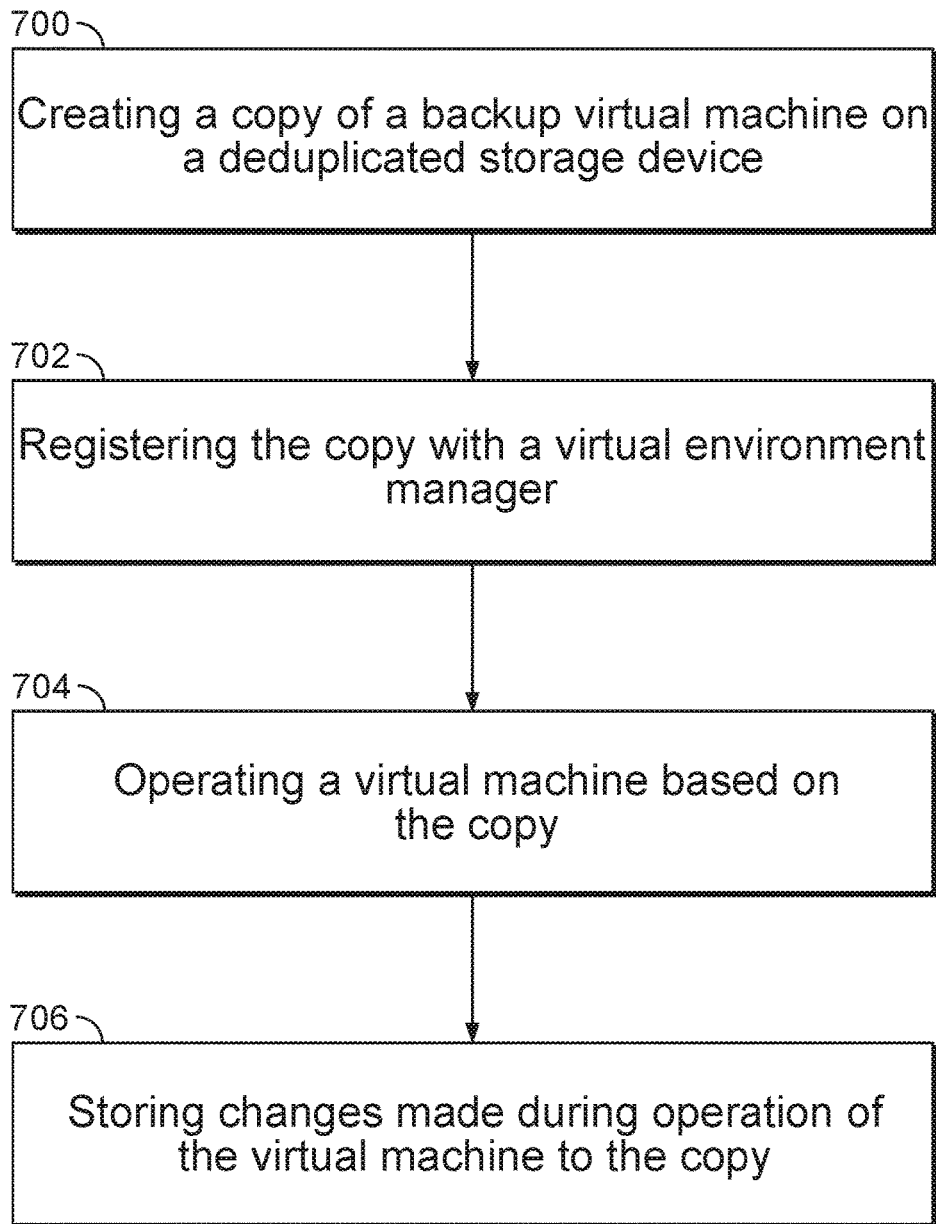 700
Creating a copy of a backup virtual machine on
a deduplicated storage device
702
Registering the copy with a virtual environment
manager
704
Operating a virtual machine based on
the copy
706
Storing changes made during operation of
the virtual machine to the copy